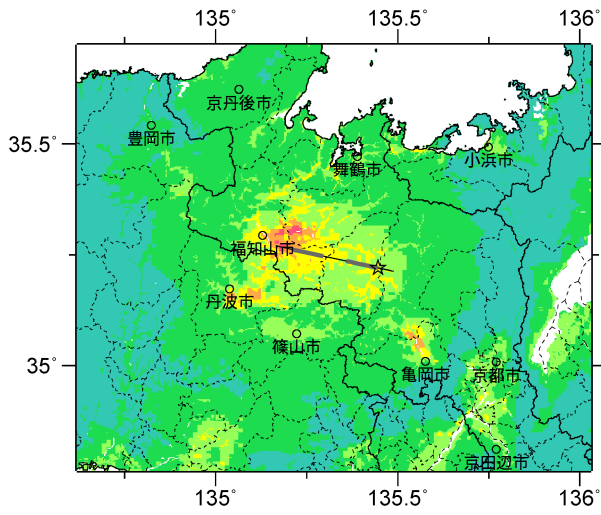 135° 135.5° 136°
京丹後市
豊岡市
35.5°
舞鶴市
小浜市
福知山市
丹波市
篠山市
35°
亀岡市
京都市
京田辺市
135° 135.5° 136°